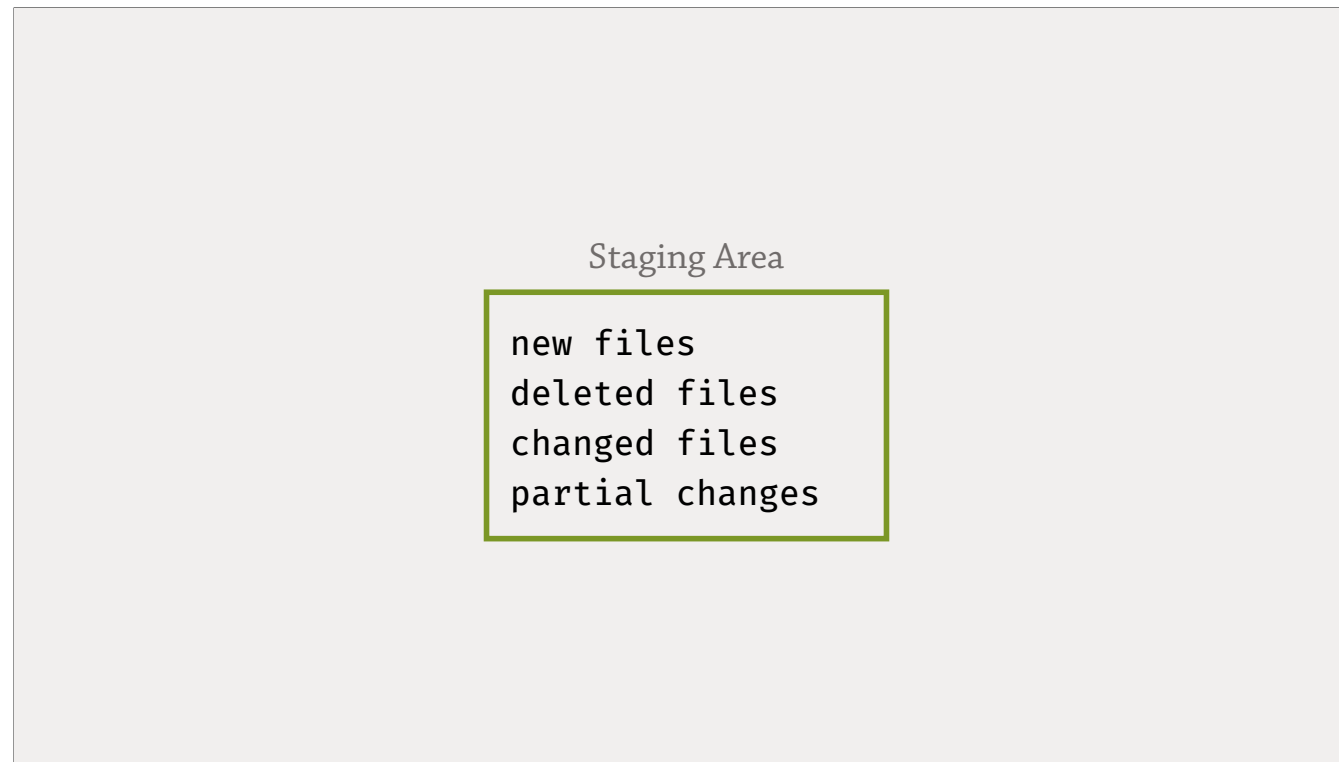 Staging Area
new files
deleted files
changed files
partial changes